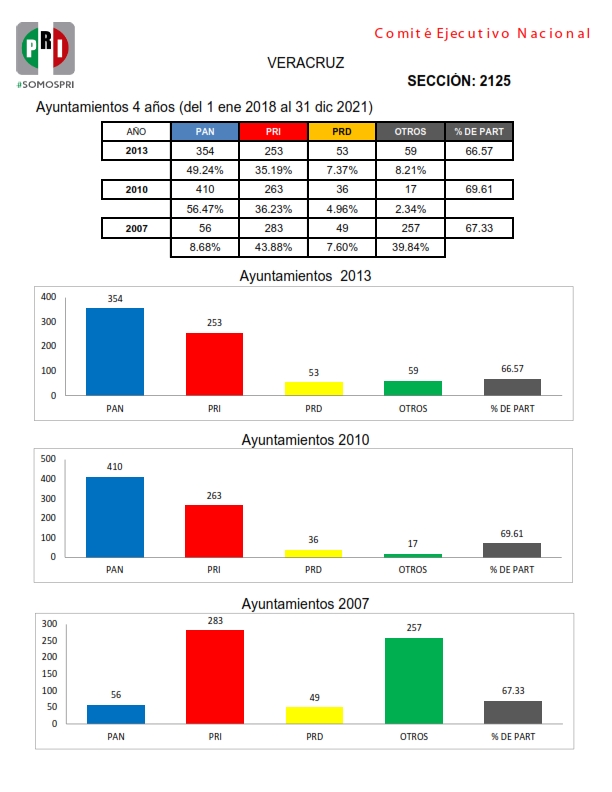 Comité Ejecutivo Nacional
PRI
#SOMOSPRI
VERACRUZ
SECCIÓN: 2125
Ayuntamientos 4 años (del 1 ene 2018 al 31 dic 2021)
AÑO PAN PRI PRD OTROS % DE PART
2013 354 253 53 59 66.57
49.24% 35.19% 7.37% 8.21%
2010 410 263 36 17 69.61
56.47% 36.23% 4.96% 2.34%
2007 56 283 49 257 67.33
8.68% 43.88% 7.60% 39.84%
Ayuntamientos 2013
400
300
200
100
0
354 253 53 59 66.57
PAN PRI PRD OTROS % DE PART
Ayuntamientos 2010
500
400
300
200
100
0
410 263 36 17 69.61
PAN PRI PRD OTROS % DE PART
Ayuntamientos 2007
300
250
200
150
100
50
0
56 283 49 257 67.33
PAN PRI PRD OTROS % DE PART